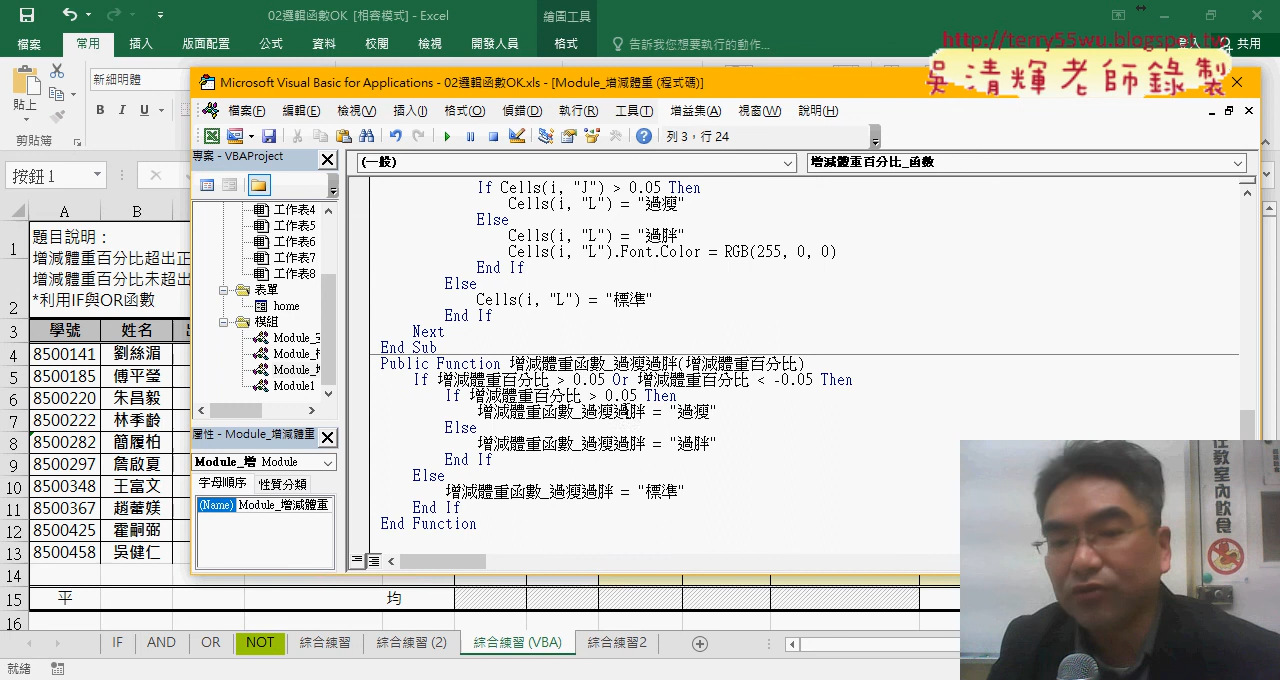 02邏輯函數OK [相容模式] - Excel
繪圖工具
檔案
常用
插入
版面配置
公式
資料
校閱
檢視
開發人員
格式
告訴我您想要執行的動作...
登入
共用
http://terry55wu.blogspot.tw
吳清輝老師錄製
貼上
剪貼簿
新細明體
B I U
按鈕 1
Microsoft Visual Basic for Applications - 02邏輯函數OK.xls - [Module_增減體重 (程式碼)]
檔案(F) 編輯(E) 檢視(V) 插入(I) 格式(O) 偵錯(D) 執行(R) 工具(T) 增益集(A) 視窗(W) 說明(H)
列 3，行 24
專案 - VBAProject
(一般)
增減體重百分比_函數
工作表4
工作表5
工作表6
工作表7
工作表8
表單
home
模組
Module1
屬性 - Module_增減體重
Module_增 Module
字母順序 性質分類
(Name) Module_增減體重
If Cells(i, "J") > 0.05 Then
Cells(i, "L") = "過瘦"
Else
Cells(i, "L") = "過胖"
Cells(i, "L").Font.Color = RGB(255, 0, 0)
End If
Else
Cells(i, "L") = "標準"
End If
Next
End Sub
Public Function 增減體重函數_過瘦過胖(增減體重百分比)
If 增減體重百分比 > 0.05 Or 增減體重百分比 < -0.05 Then
If 增減體重百分比 > 0.05 Then
增減體重函數_過瘦過胖 = "過瘦"
Else
增減體重函數_過瘦過胖 = "過胖"
End If
Else
增減體重函數_過瘦過胖 = "標準"
End If
End Function
A B
1
題目說明：
增減體重百分比超出正
增減體重百分比未超出
2
*利用IF與OR函數
3 學號 姓名
4 8500141 劉絲湄
5 8500185 傅平瑩
6 8500220 朱昌毅
7 8500222 林季齡
8 8500282 簡履柏
9 8500297 詹啟夏
10 8500348 王富文
11 8500367 趙蕾媄
12 8500425 霍嗣弼
13 8500458 吳健仁
14
15 平 均
16
IF AND OR NOT 綜合練習 綜合練習 (2) 綜合練習 (VBA) 綜合練習2
就緒
教室內飲食